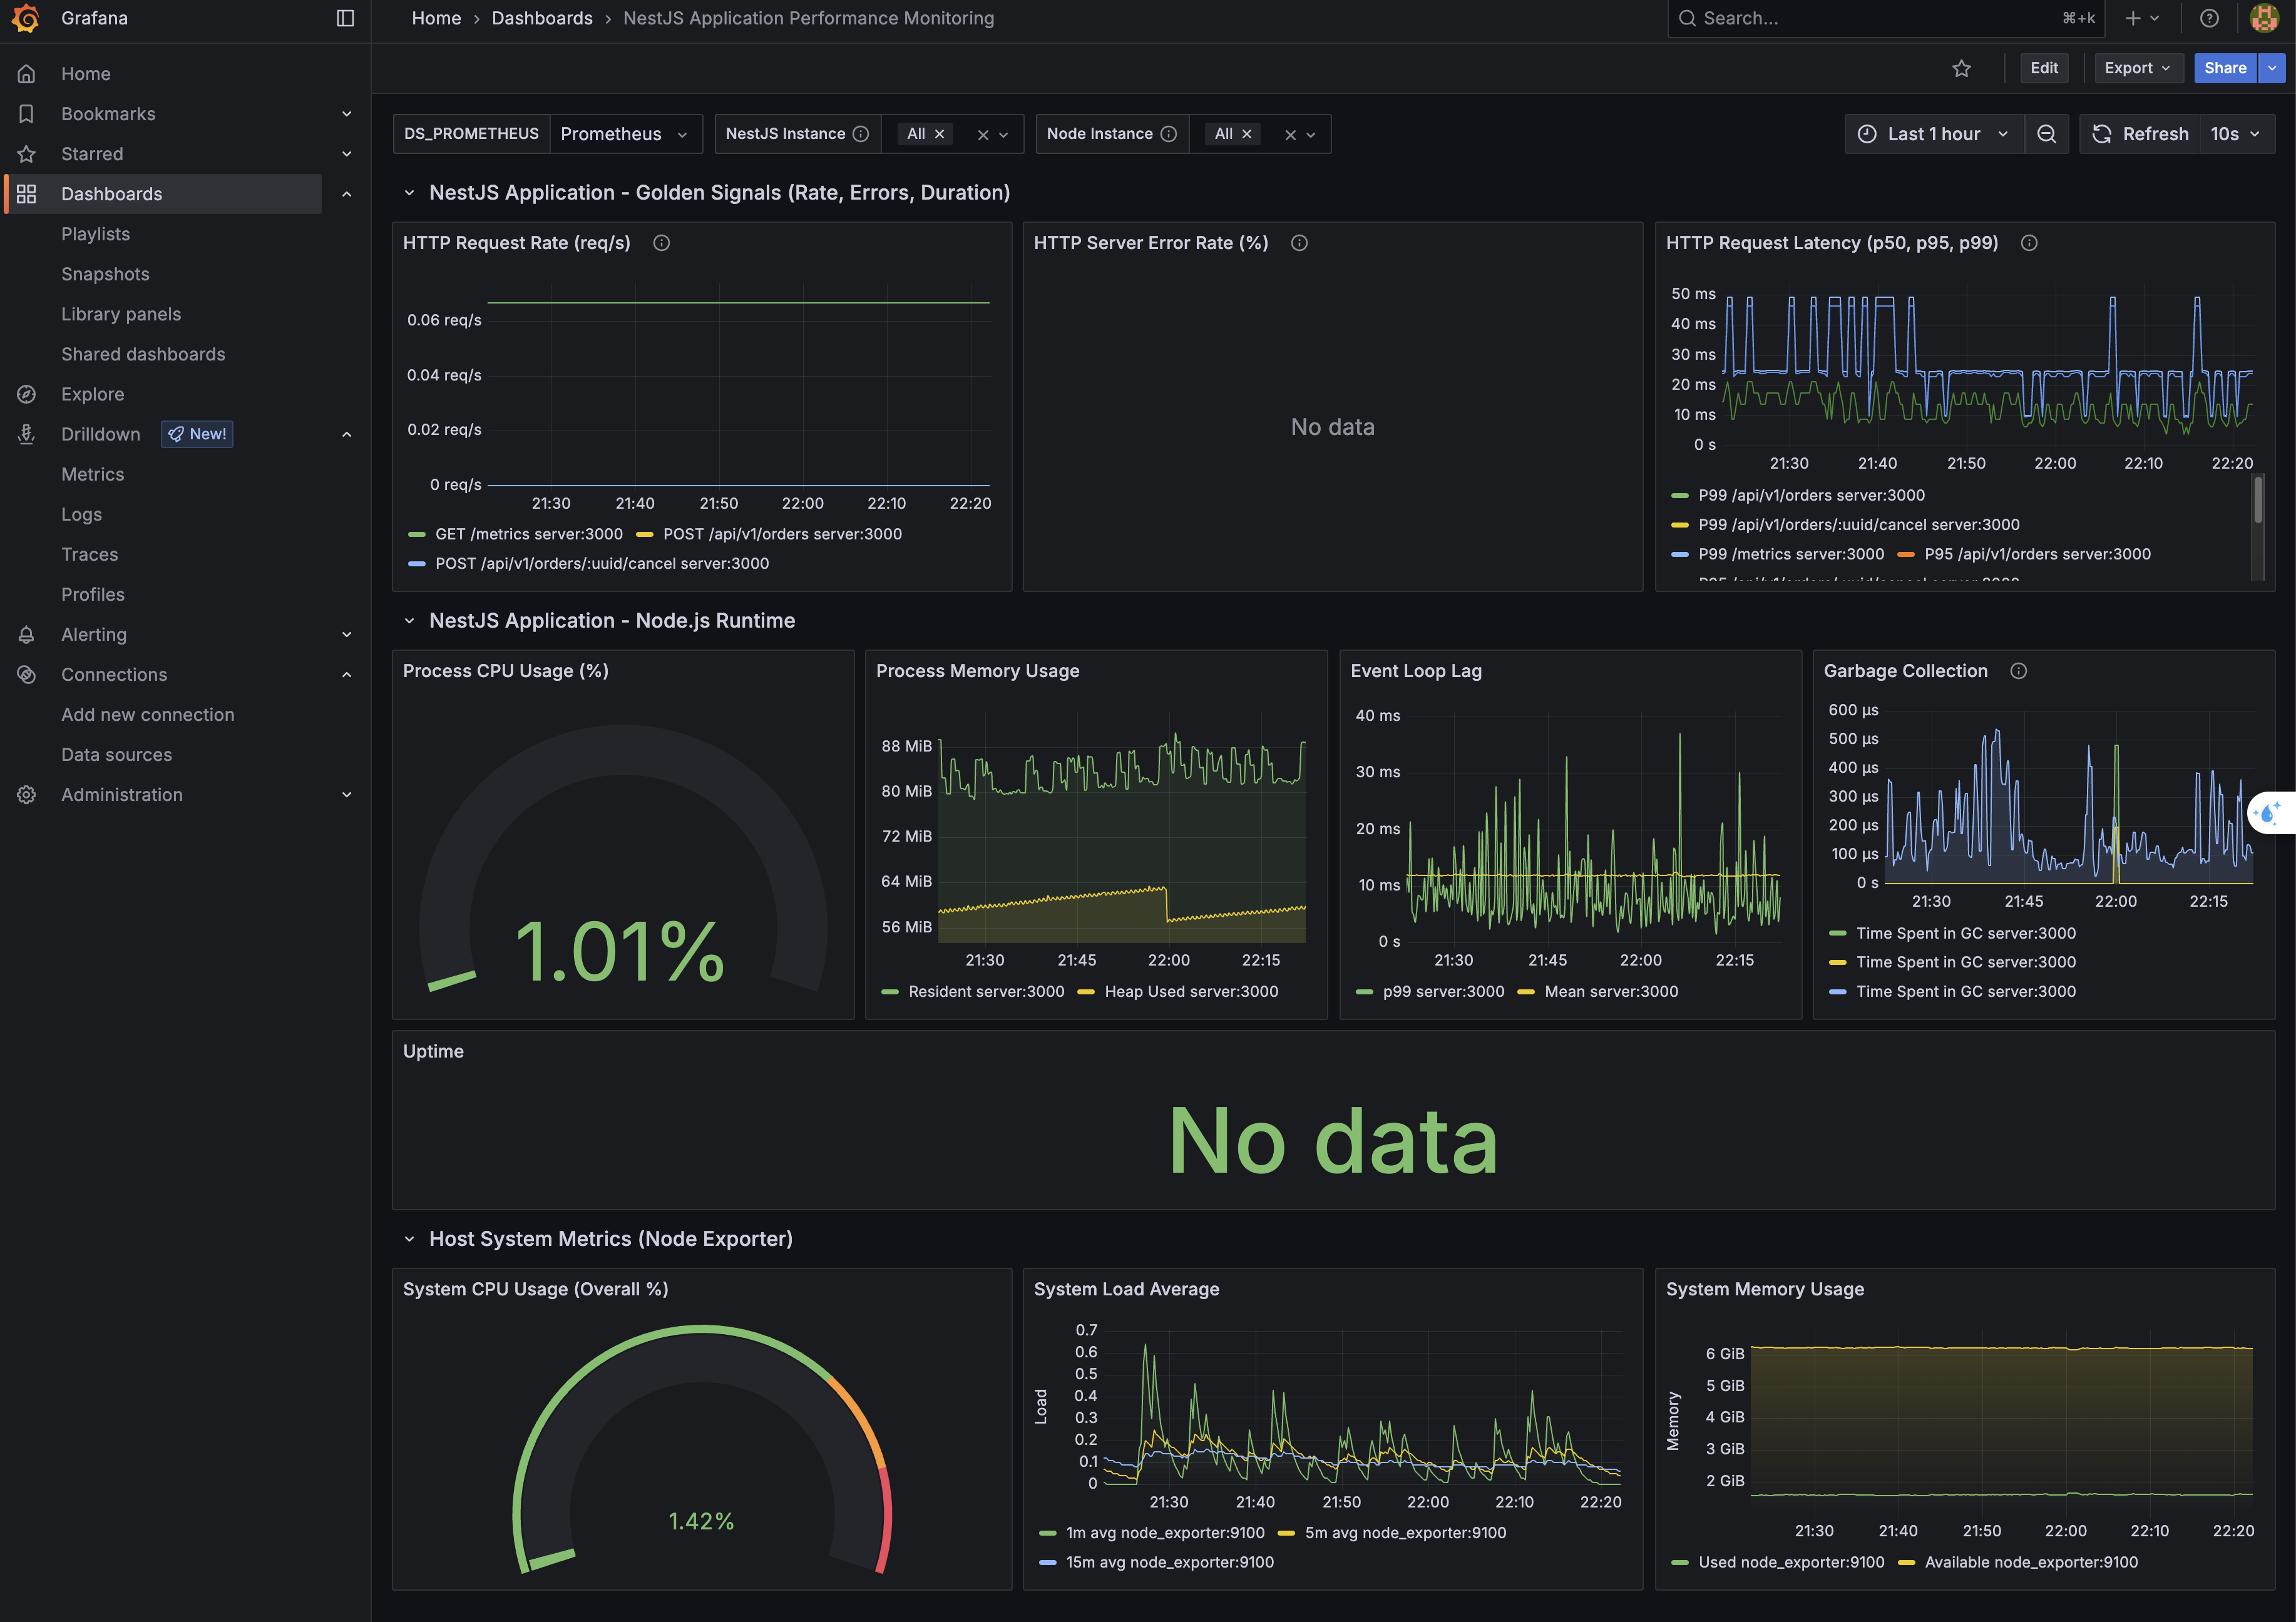 Grafana
Home › Dashboards › NestJS Application Performance Monitoring
Search... ⌘+k
Edit Export Share
Home
Bookmarks
Starred
Dashboards
Playlists
Snapshots
Library panels
Shared dashboards
Explore
Drilldown New!
Metrics
Logs
Traces
Profiles
Alerting
Connections
Add new connection
Data sources
Administration
DS_PROMETHEUS Prometheus NestJS Instance All Node Instance All Last 1 hour Refresh 10s
NestJS Application - Golden Signals (Rate, Errors, Duration)
HTTP Request Rate (req/s)
0.06 req/s
0.04 req/s
0.02 req/s
0 req/s
21:30 21:40 21:50 22:00 22:10 22:20
GET /metrics server:3000 POST /api/v1/orders server:3000
POST /api/v1/orders/:uuid/cancel server:3000
HTTP Server Error Rate (%)
No data
HTTP Request Latency (p50, p95, p99)
50 ms
40 ms
30 ms
20 ms
10 ms
0 s
21:30 21:40 21:50 22:00 22:10 22:20
P99 /api/v1/orders server:3000
P99 /api/v1/orders/:uuid/cancel server:3000
P99 /metrics server:3000 P95 /api/v1/orders server:3000
NestJS Application - Node.js Runtime
Process CPU Usage (%)
1.01%
Process Memory Usage
88 MiB
80 MiB
72 MiB
64 MiB
56 MiB
21:30 21:45 22:00 22:15
Resident server:3000 Heap Used server:3000
Event Loop Lag
40 ms
30 ms
20 ms
10 ms
0 s
21:30 21:45 22:00 22:15
p99 server:3000 Mean server:3000
Garbage Collection
600 µs
500 µs
400 µs
300 µs
200 µs
100 µs
0 s
21:30 21:45 22:00 22:15
Time Spent in GC server:3000
Time Spent in GC server:3000
Time Spent in GC server:3000
Uptime
No data
Host System Metrics (Node Exporter)
System CPU Usage (Overall %)
1.42%
System Load Average
Load
0.7
0.6
0.5
0.4
0.3
0.2
0.1
0
21:30 21:40 21:50 22:00 22:10 22:20
1m avg node_exporter:9100 5m avg node_exporter:9100
15m avg node_exporter:9100
System Memory Usage
Memory
6 GiB
5 GiB
4 GiB
3 GiB
2 GiB
21:30 21:40 21:50 22:00 22:10 22:20
Used node_exporter:9100 Available node_exporter:9100